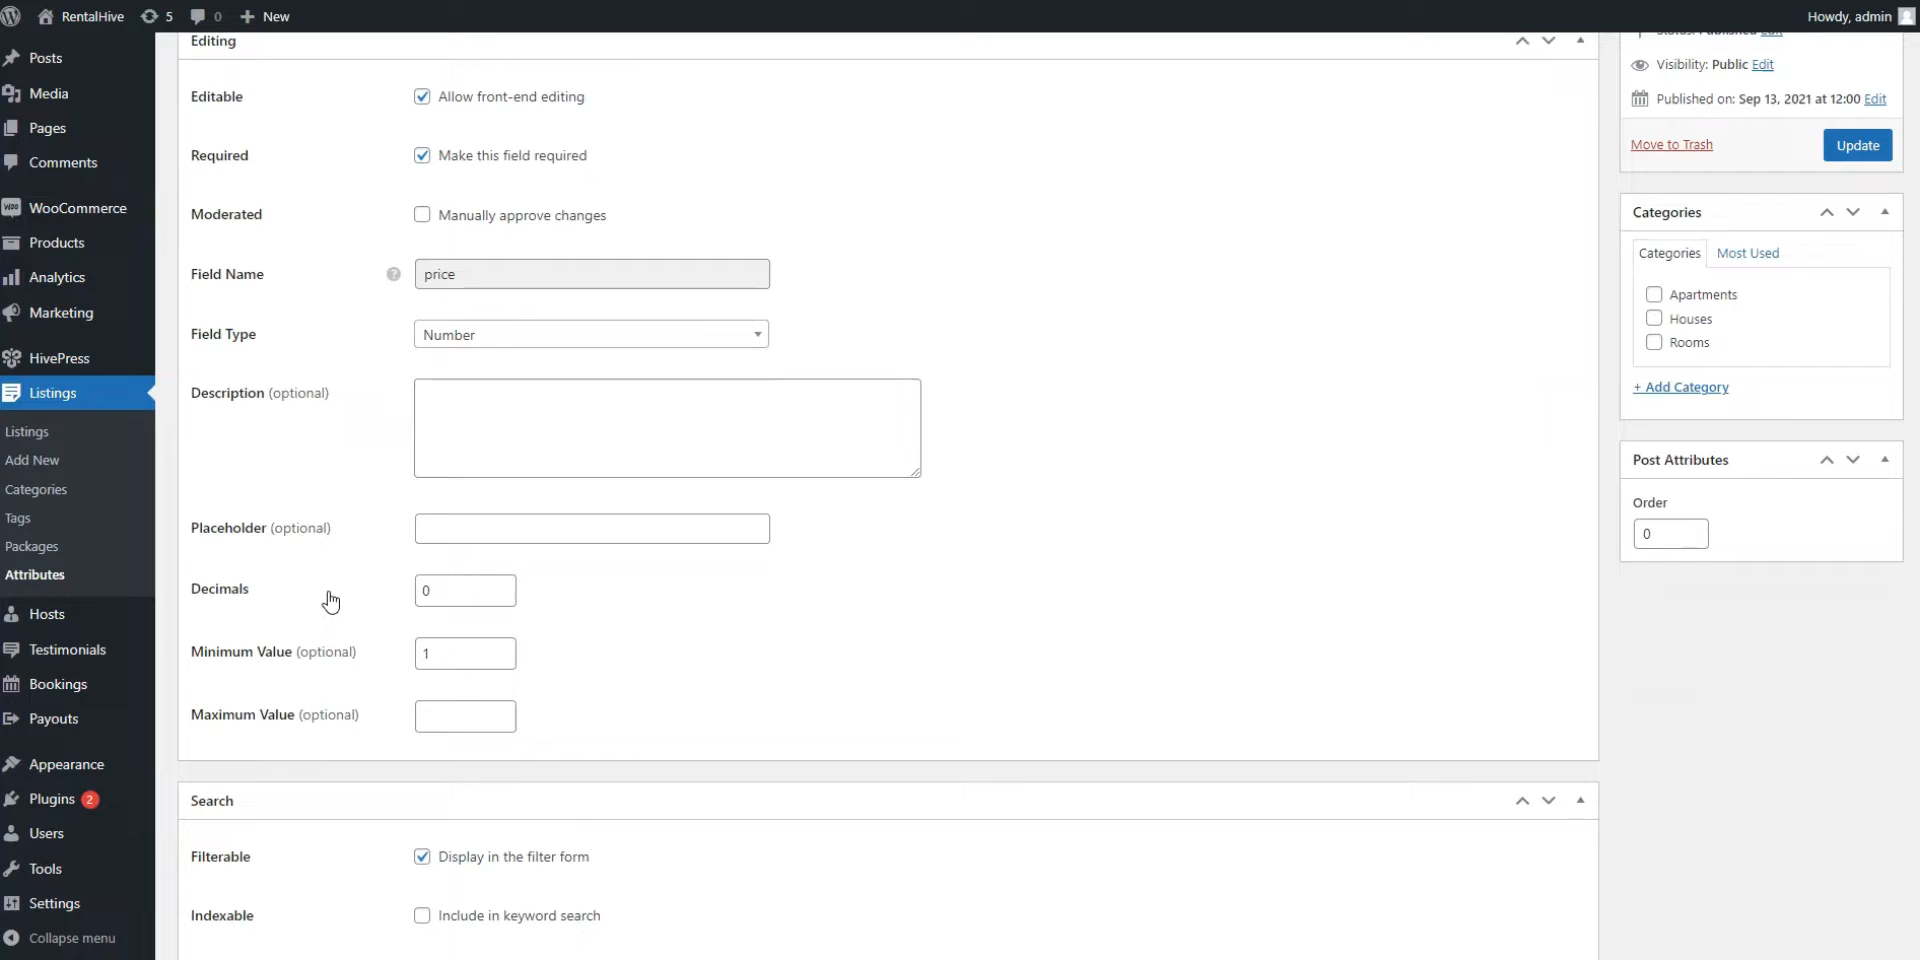 RentalHive 5 0 New Howdy, admin
Posts
Media
Pages
Comments
WooCommerce
Products
Analytics
Marketing
HivePress
Listings
Listings
Add New
Categories
Tags
Packages
Attributes
Hosts
Testimonials
Bookings
Payouts
Appearance
Plugins 2
Users
Tools
Settings
Collapse menu
Editing
Editable Allow front-end editing
Required Make this field required
Moderated Manually approve changes
Field Name ? price
Field Type Number
Description (optional)
Placeholder (optional)
Decimals 0
Minimum Value (optional) 1
Maximum Value (optional)
Search
Filterable Display in the filter form
Indexable Include in keyword search
Status: Published Edit
Visibility: Public Edit
Published on: Sep 13, 2021 at 12:00 Edit
Move to Trash Update
Categories
Categories Most Used
Apartments
Houses
Rooms
+ Add Category
Post Attributes
Order
0